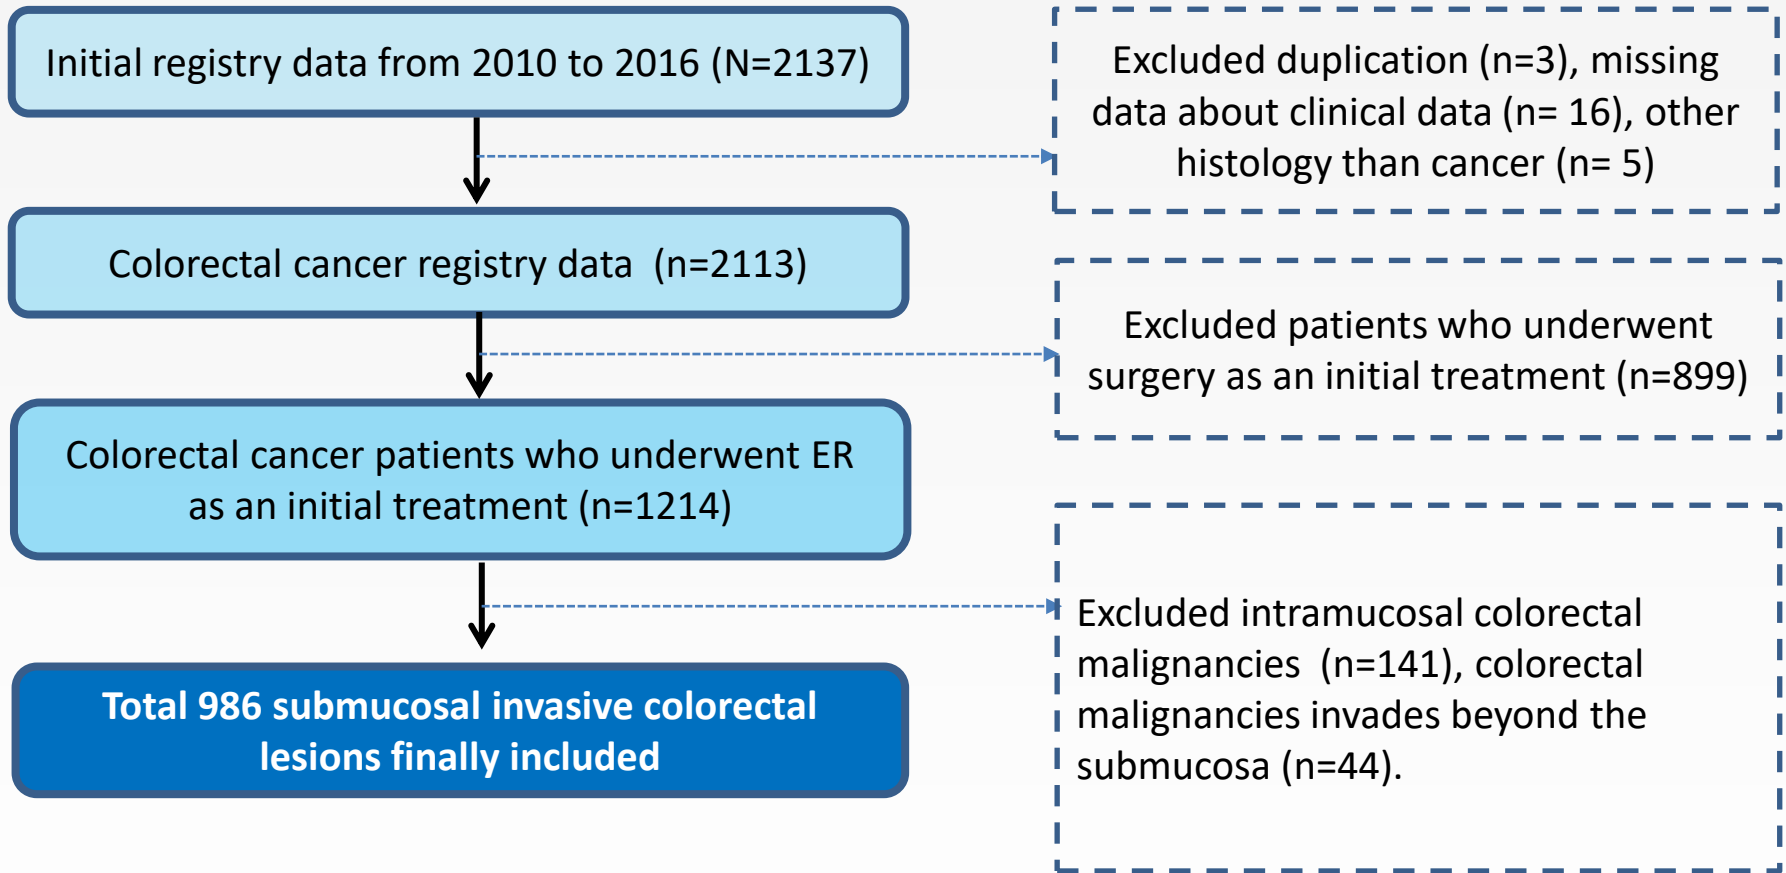 Initial registry data from 2010 to 2016 (N=2137)
Excluded duplication (n=3), missing
data about clinical data (n= 16), other
histology than cancer (n= 5)
Colorectal cancer registry data  (n=2113)
Excluded patients who underwent
surgery as an initial treatment (n=899)
Colorectal cancer patients who underwent ER
as an initial treatment (n=1214)
Excluded intramucosal colorectal
malignancies  (n=141), colorectal
malignancies invades beyond the
submucosa (n=44).
Total 986 submucosal invasive colorectal
lesions finally included